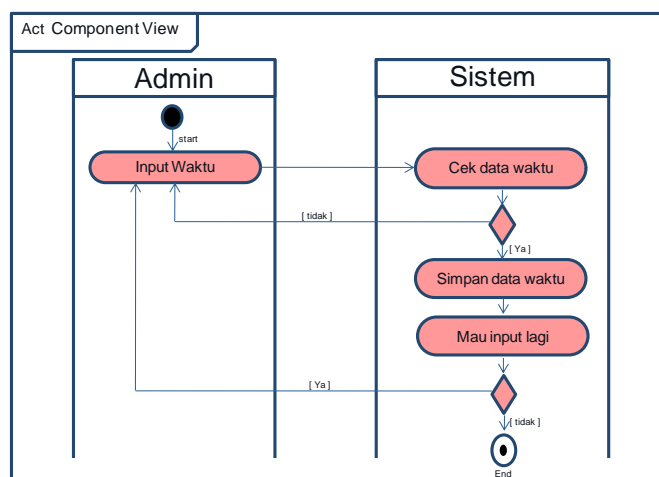 Act Component View
Admin
Sistem
start
Input Waktu
Cek data waktu
[ tidak ]
[ Ya ]
Simpan data waktu
Mau input lagi
[ Ya ]
[ tidak ]
End